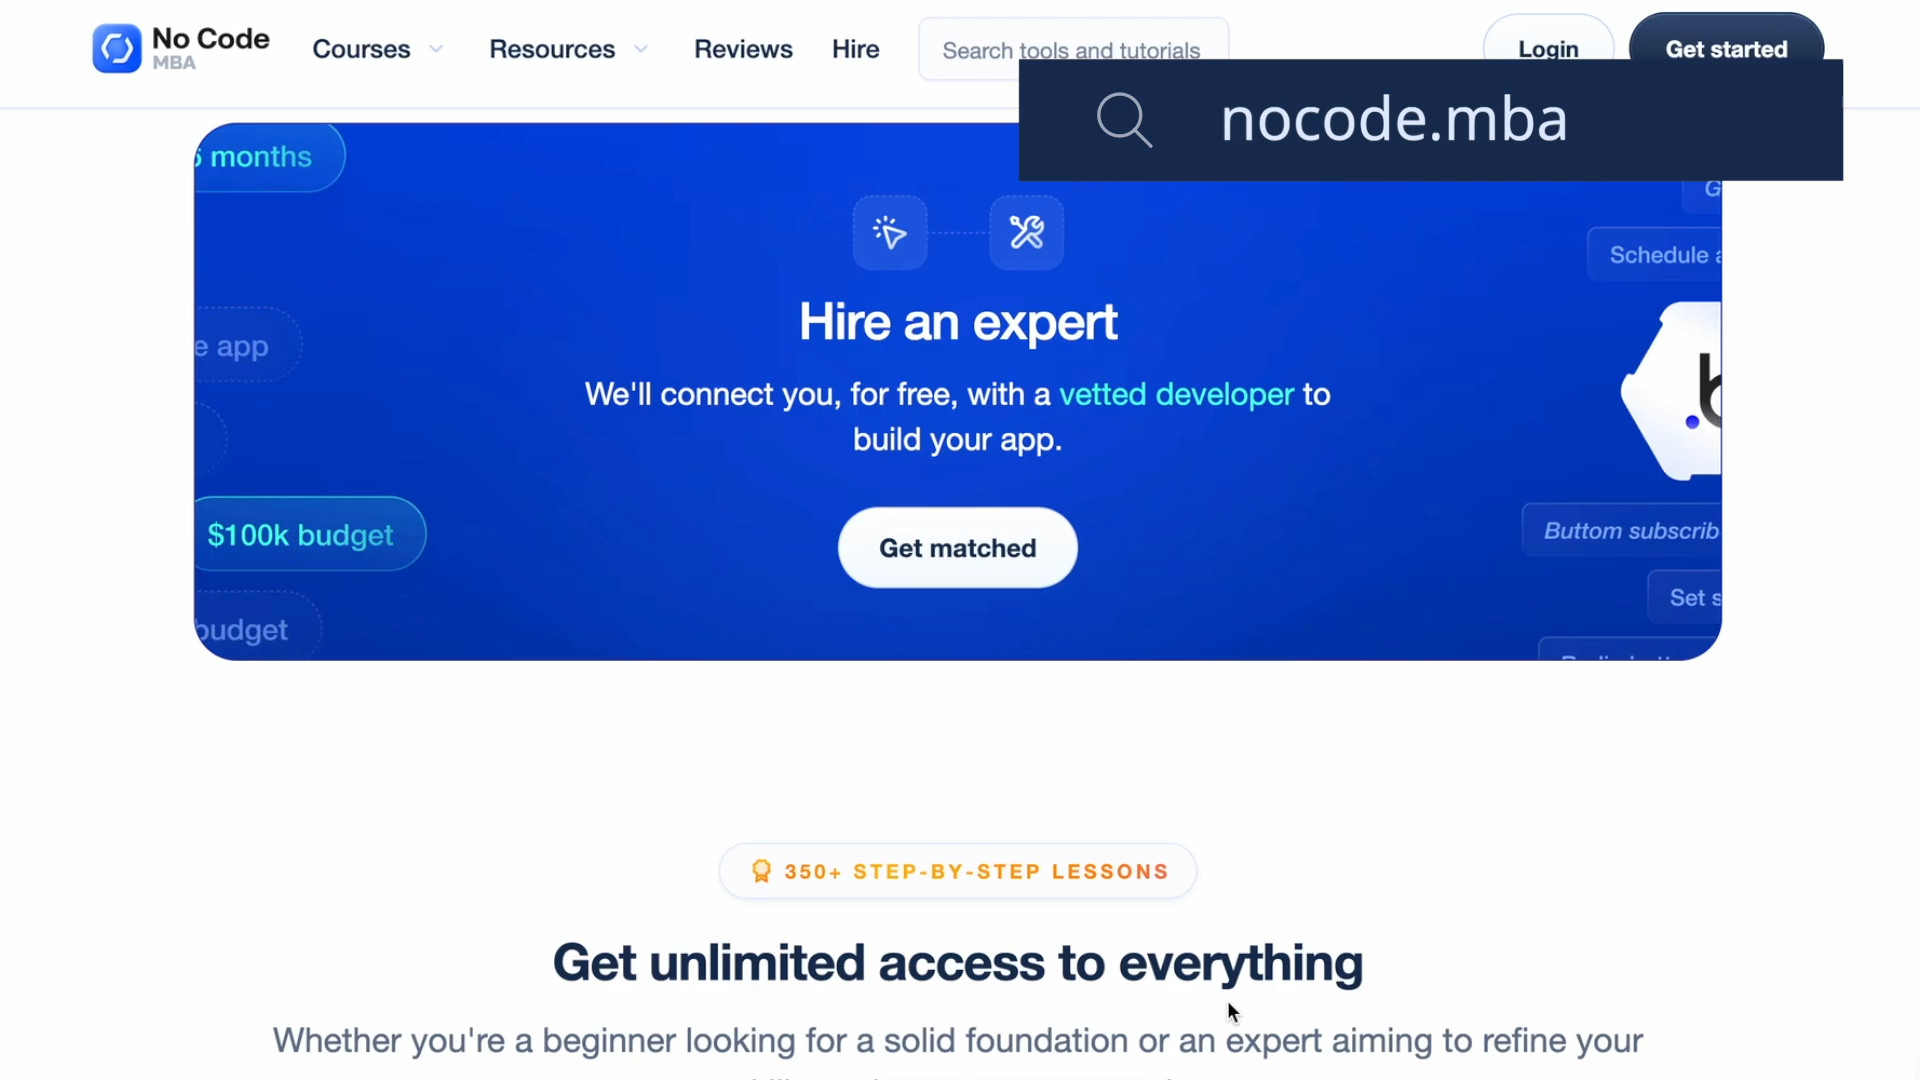 No Code
MBA
Courses
Resources
Reviews
Hire
Search tools and tutorials
Login
Get started
nocode.mba
months
Schedule
Hire an expert
e app
We'll connect you, for free, with a vetted developer to
build your app.
$100k budget
Buttom subscrib
Get matched
Set s
budget
350+ STEP-BY-STEP LESSONS
Get unlimited access to everything
Whether you're a beginner looking for a solid foundation or an expert aiming to refine your